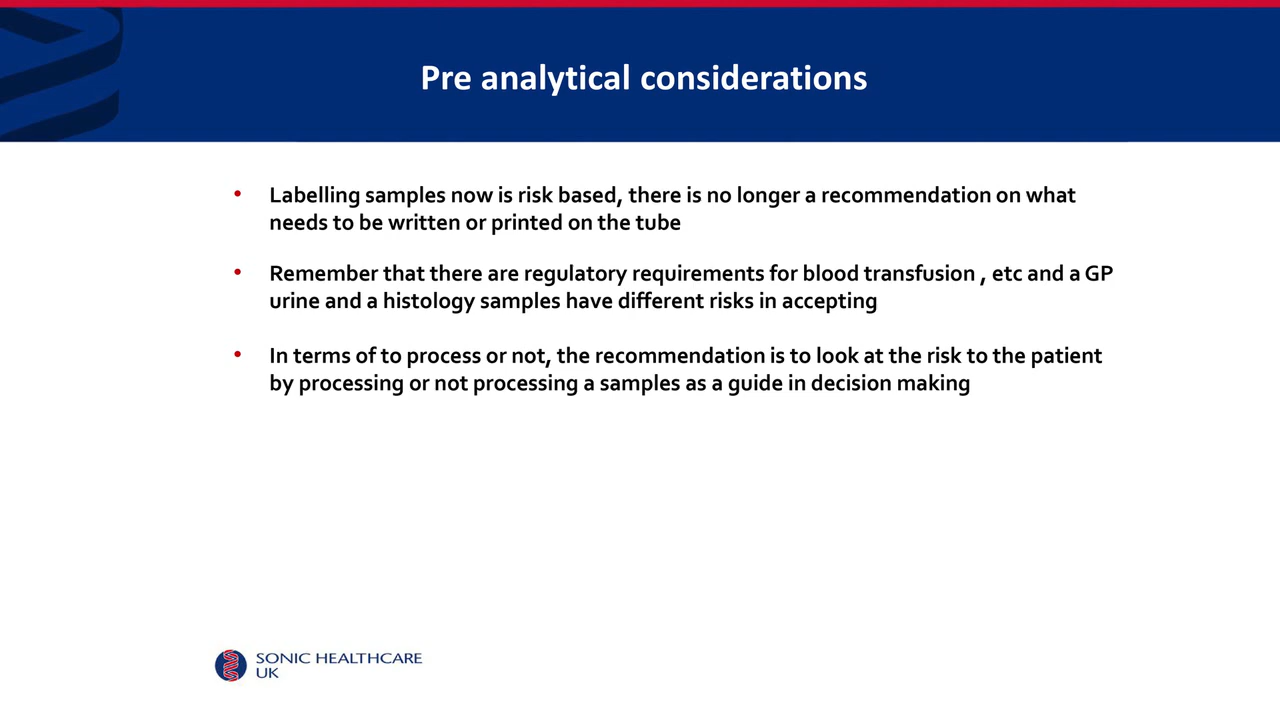 Pre analytical considerations
• Labelling samples now is risk based, there is no longer a recommendation on what
needs to be written or printed on the tube
• Remember that there are regulatory requirements for blood transfusion , etc and a GP
urine and a histology samples have different risks in accepting
• In terms of to process or not, the recommendation is to look at the risk to the patient
by processing or not processing a samples as a guide in decision making
SONIC HEALTHCARE
UK